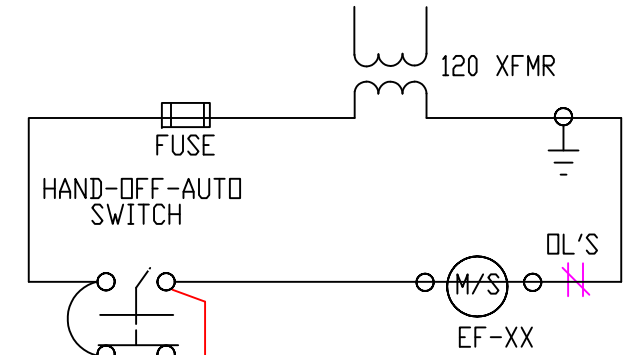 120 XFMR
FUSE
HAND-OFF-AUTO
SWITCH
OL'S
M/S
EF-XX